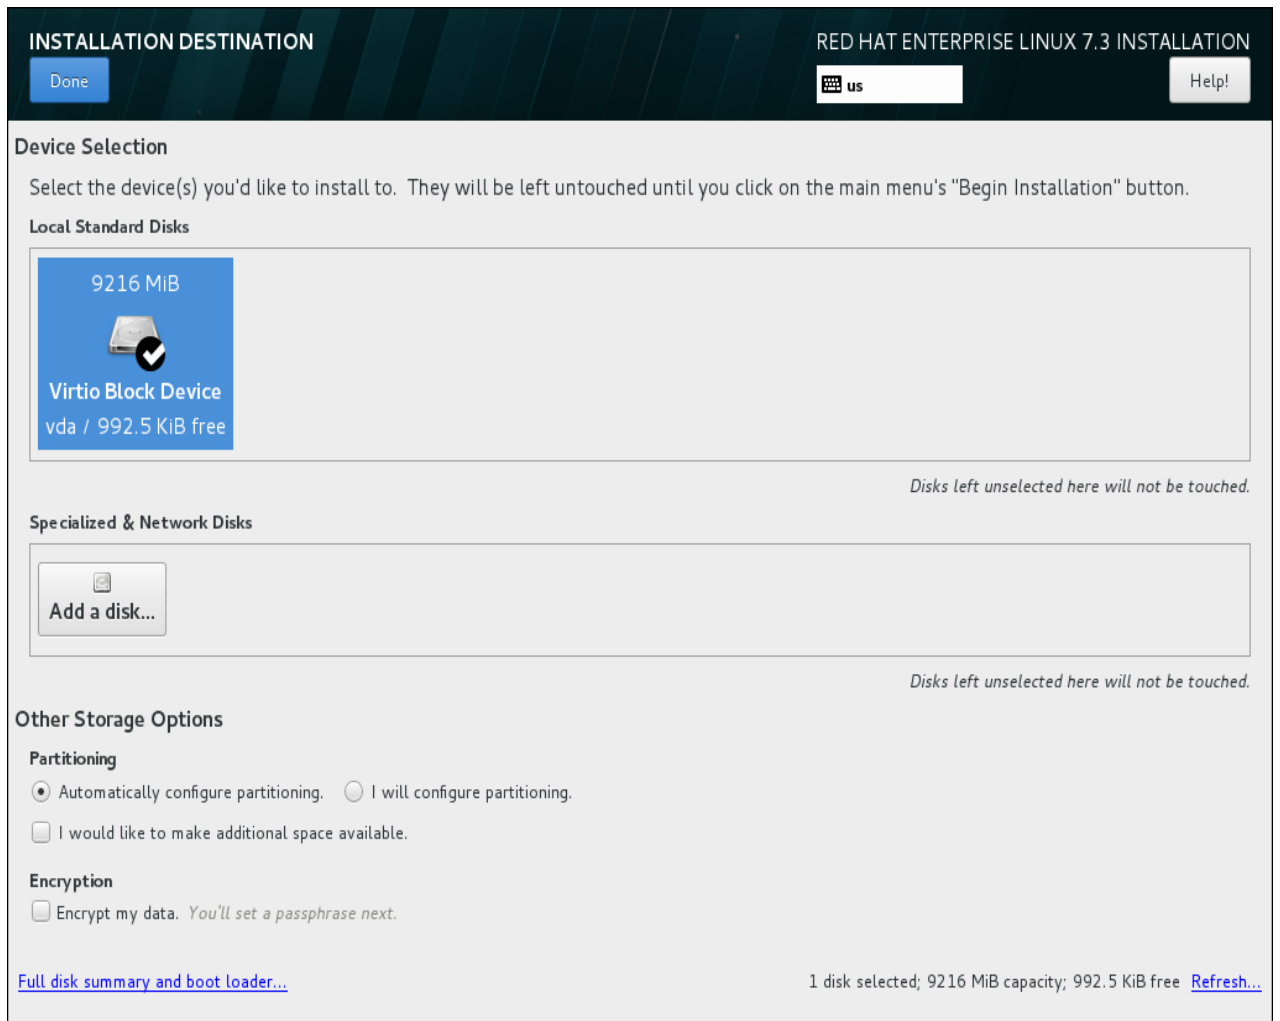 INSTALLATION DESTINATION
RED HAT ENTERPRISE LINUX 7.3 INSTALLATION
Done
us
Help!
Device Selection
Select the device(s) you'd like to install to.  They will be left untouched until you click on the main menu's "Begin Installation" button.
Local Standard Disks
9216 MiB
Virtio Block Device
vda / 992.5 KiB free
Disks left unselected here will not be touched.
Specialized & Network Disks
Add a disk...
Disks left unselected here will not be touched.
Other Storage Options
Partitioning
Automatically configure partitioning. I will configure partitioning.
I would like to make additional space available.
Encryption
Encrypt my data. You'll set a passphrase next.
Full disk summary and boot loader... 1 disk selected; 9216 MiB capacity; 992.5 KiB free Refresh...